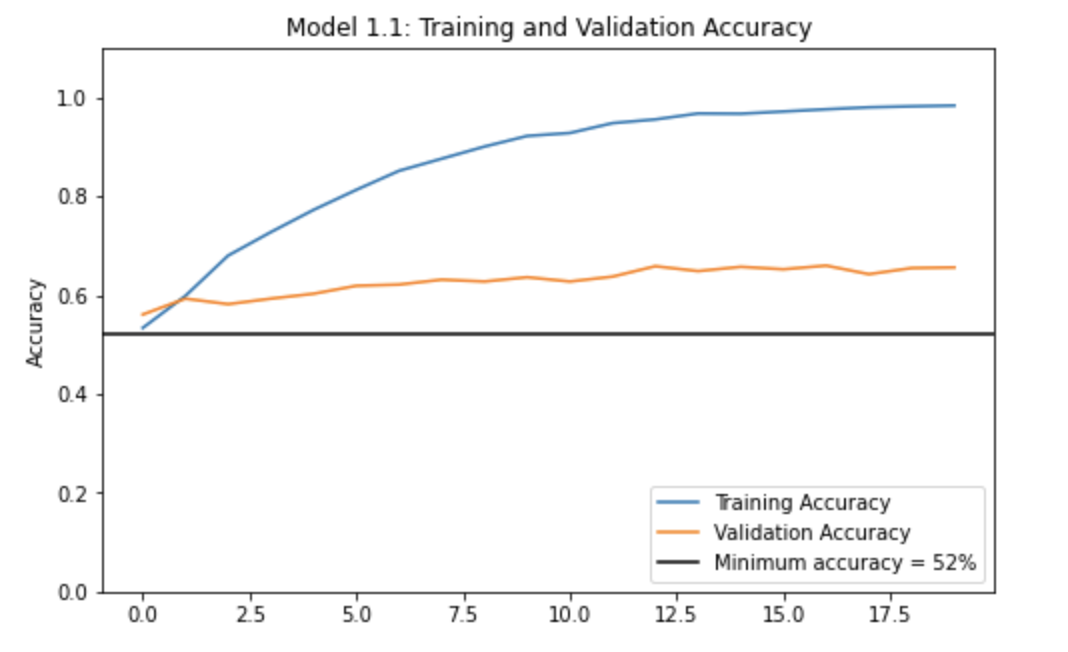 Model 1.1: Training and Validation Accuracy
Accuracy
1.0
0.8
0.6
0.4
0.2
0.0
Training Accuracy
Validation Accuracy
Minimum accuracy = 52%
0.0 2.5 5.0 7.5 10.0 12.5 15.0 17.5